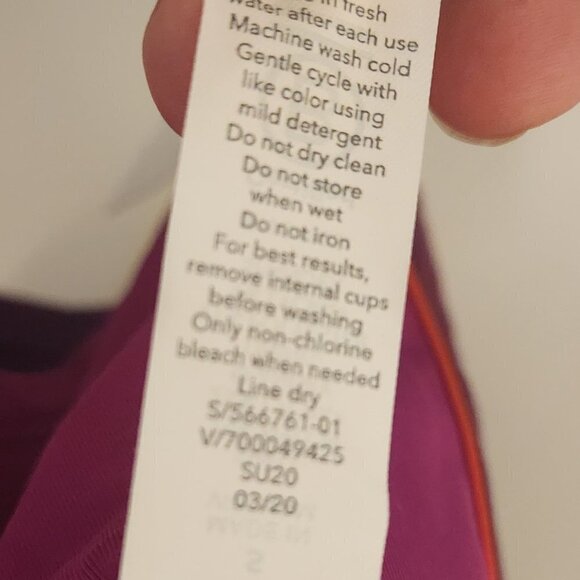 in fresh
water after each use
Machine wash cold
Gentle cycle with
like color using
mild detergent
Do not dry clean
Do not store
when wet
Do not iron
For best results,
remove internal cups
before washing
Only non-chlorine
bleach when needed
Line dry
S/566761-01
V/700049425
SU20
03/20